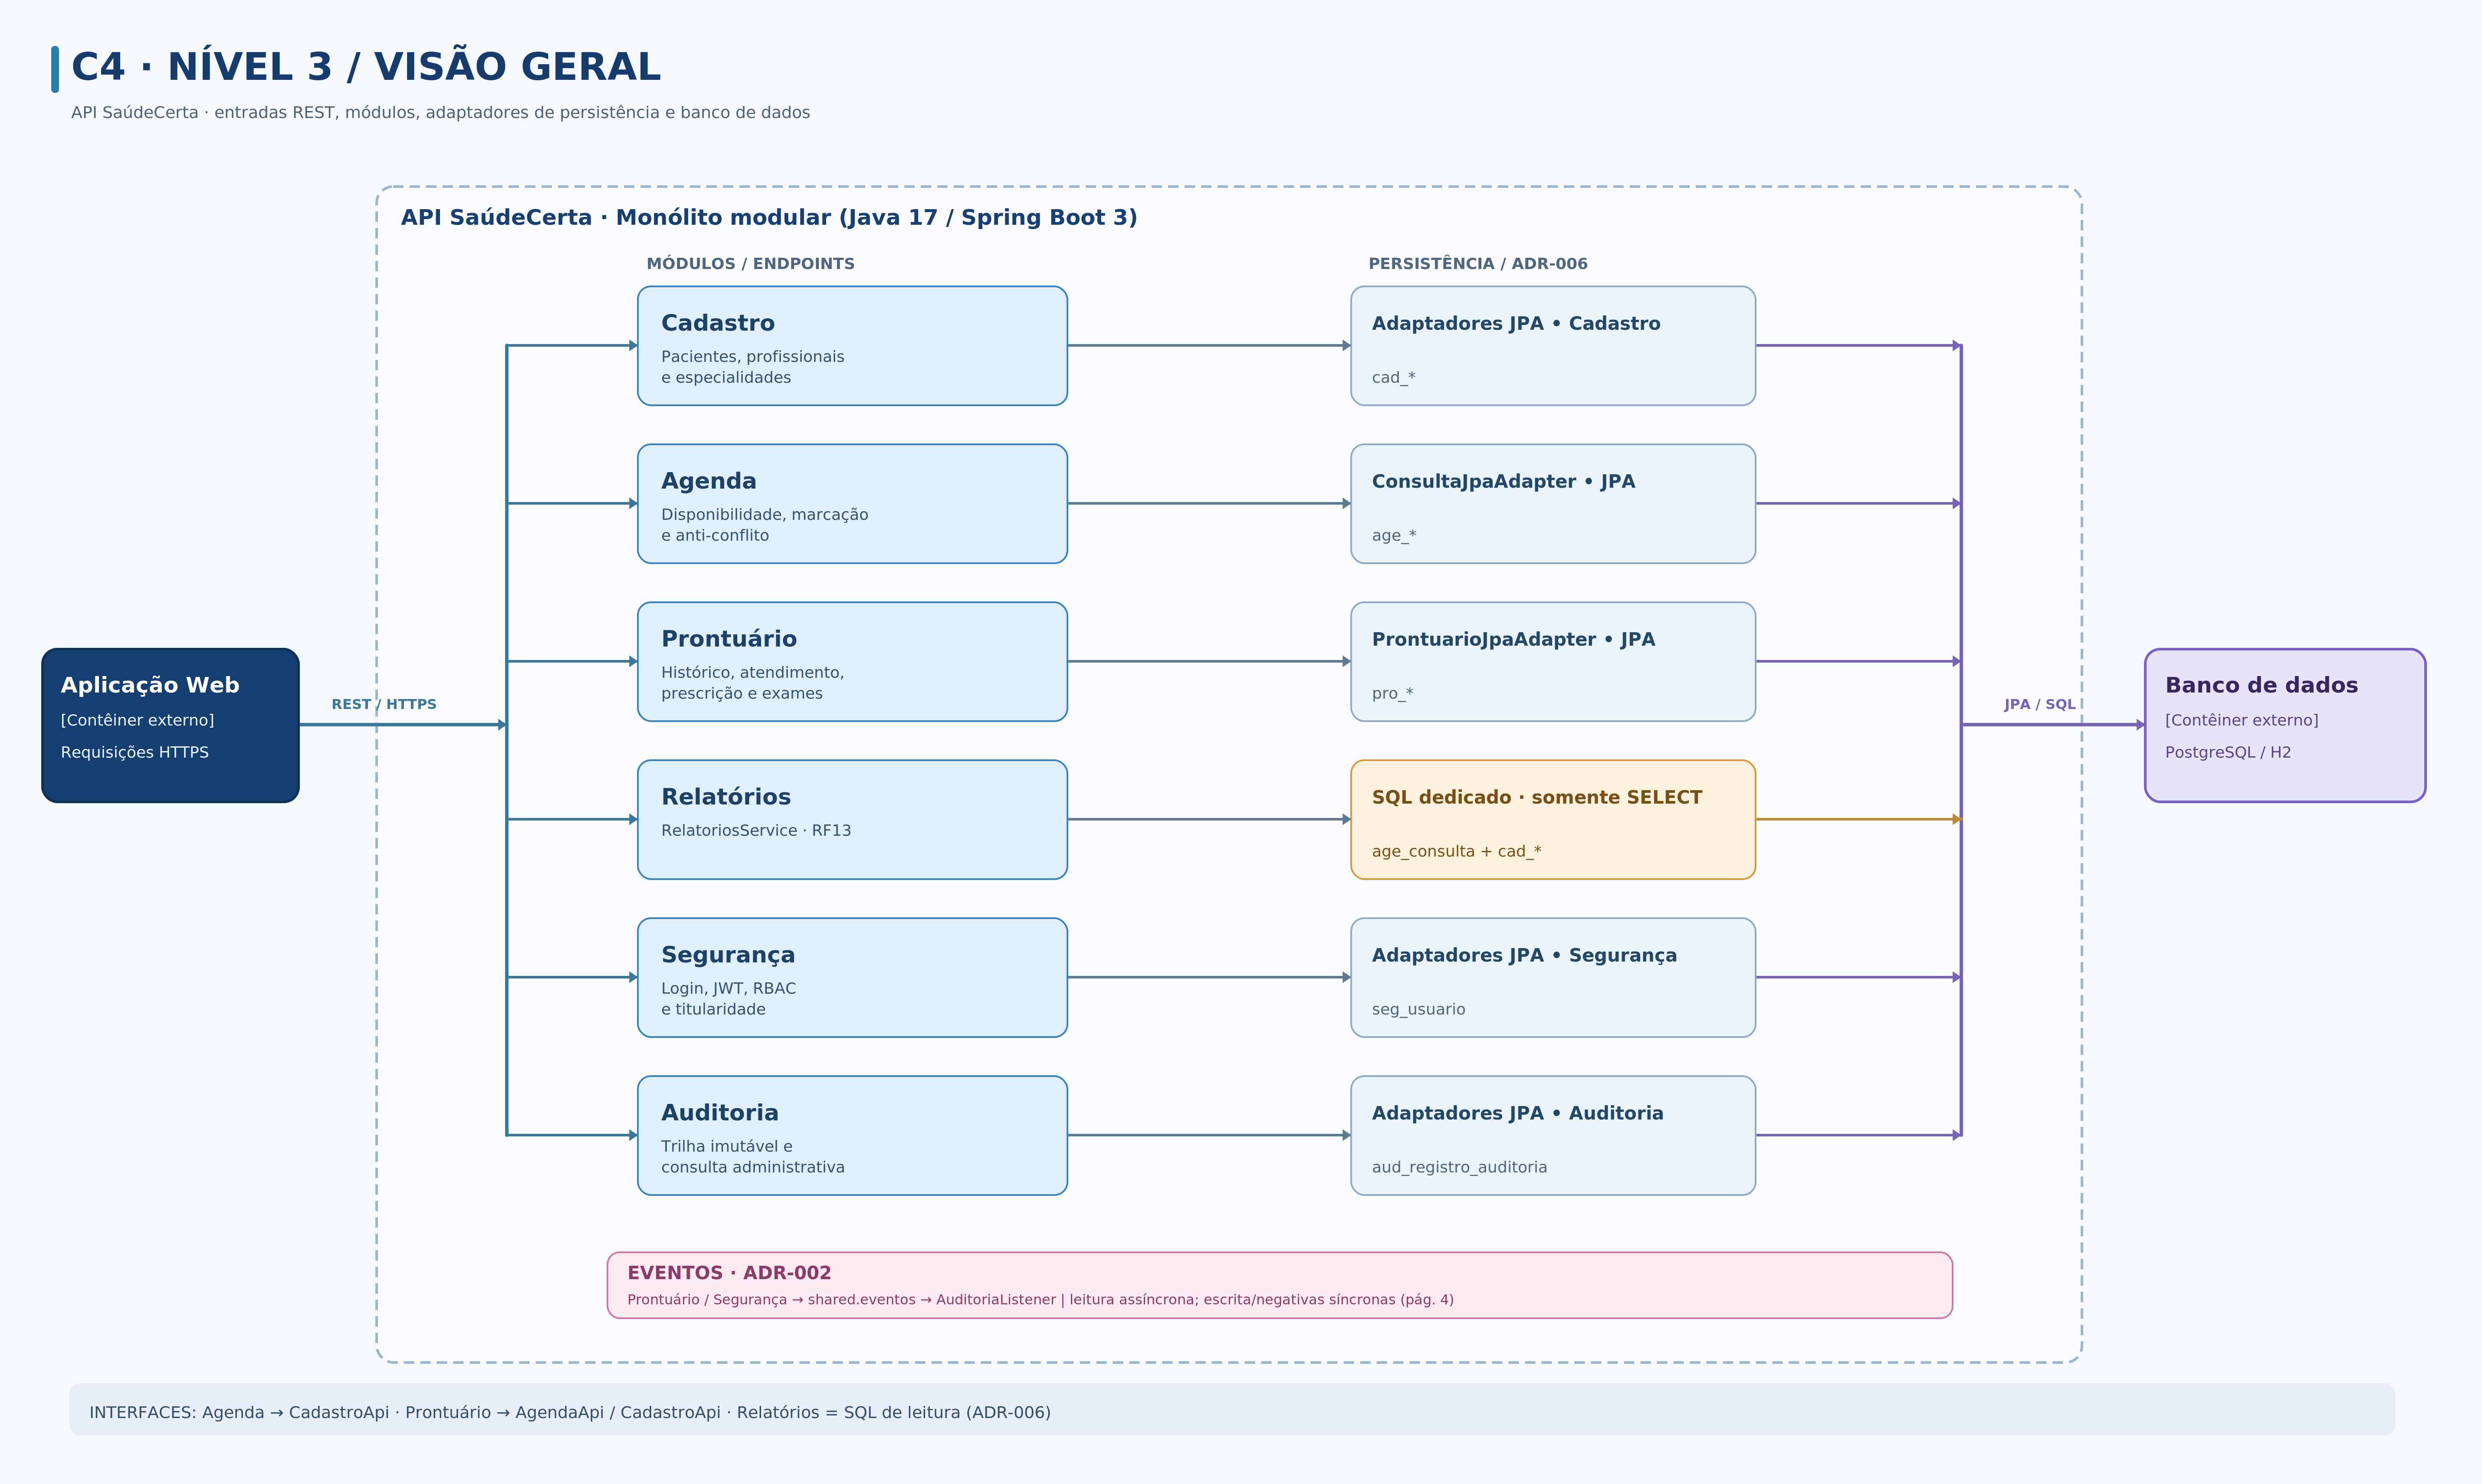 C4 · NÍVEL 3 / VISÃO GERAL
API SaúdeCerta · entradas REST, módulos, adaptadores de persistência e banco de dados
API SaúdeCerta · Monólito modular (Java 17 / Spring Boot 3)
MÓDULOS / ENDPOINTS
PERSISTÊNCIA / ADR-006
Cadastro
Pacientes, profissionais
e especialidades
Adaptadores JPA • Cadastro
cad_*
Agenda
Disponibilidade, marcação
e anti-conflito
ConsultaJpaAdapter • JPA
age_*
Prontuário
Histórico, atendimento,
prescrição e exames
ProntuarioJpaAdapter • JPA
pro_*
Aplicação Web
[Contêiner externo]
Requisições HTTPS
REST / HTTPS
JPA / SQL
Banco de dados
[Contêiner externo]
PostgreSQL / H2
Relatórios
RelatoriosService · RF13
SQL dedicado · somente SELECT
age_consulta + cad_*
Segurança
Login, JWT, RBAC
e titularidade
Adaptadores JPA • Segurança
seg_usuario
Auditoria
Trilha imutável e
consulta administrativa
Adaptadores JPA • Auditoria
aud_registro_auditoria
EVENTOS · ADR-002
Prontuário / Segurança → shared.eventos → AuditoriaListener | leitura assíncrona; escrita/negativas síncronas (pág. 4)
INTERFACES: Agenda → CadastroApi · Prontuário → AgendaApi / CadastroApi · Relatórios = SQL de leitura (ADR-006)